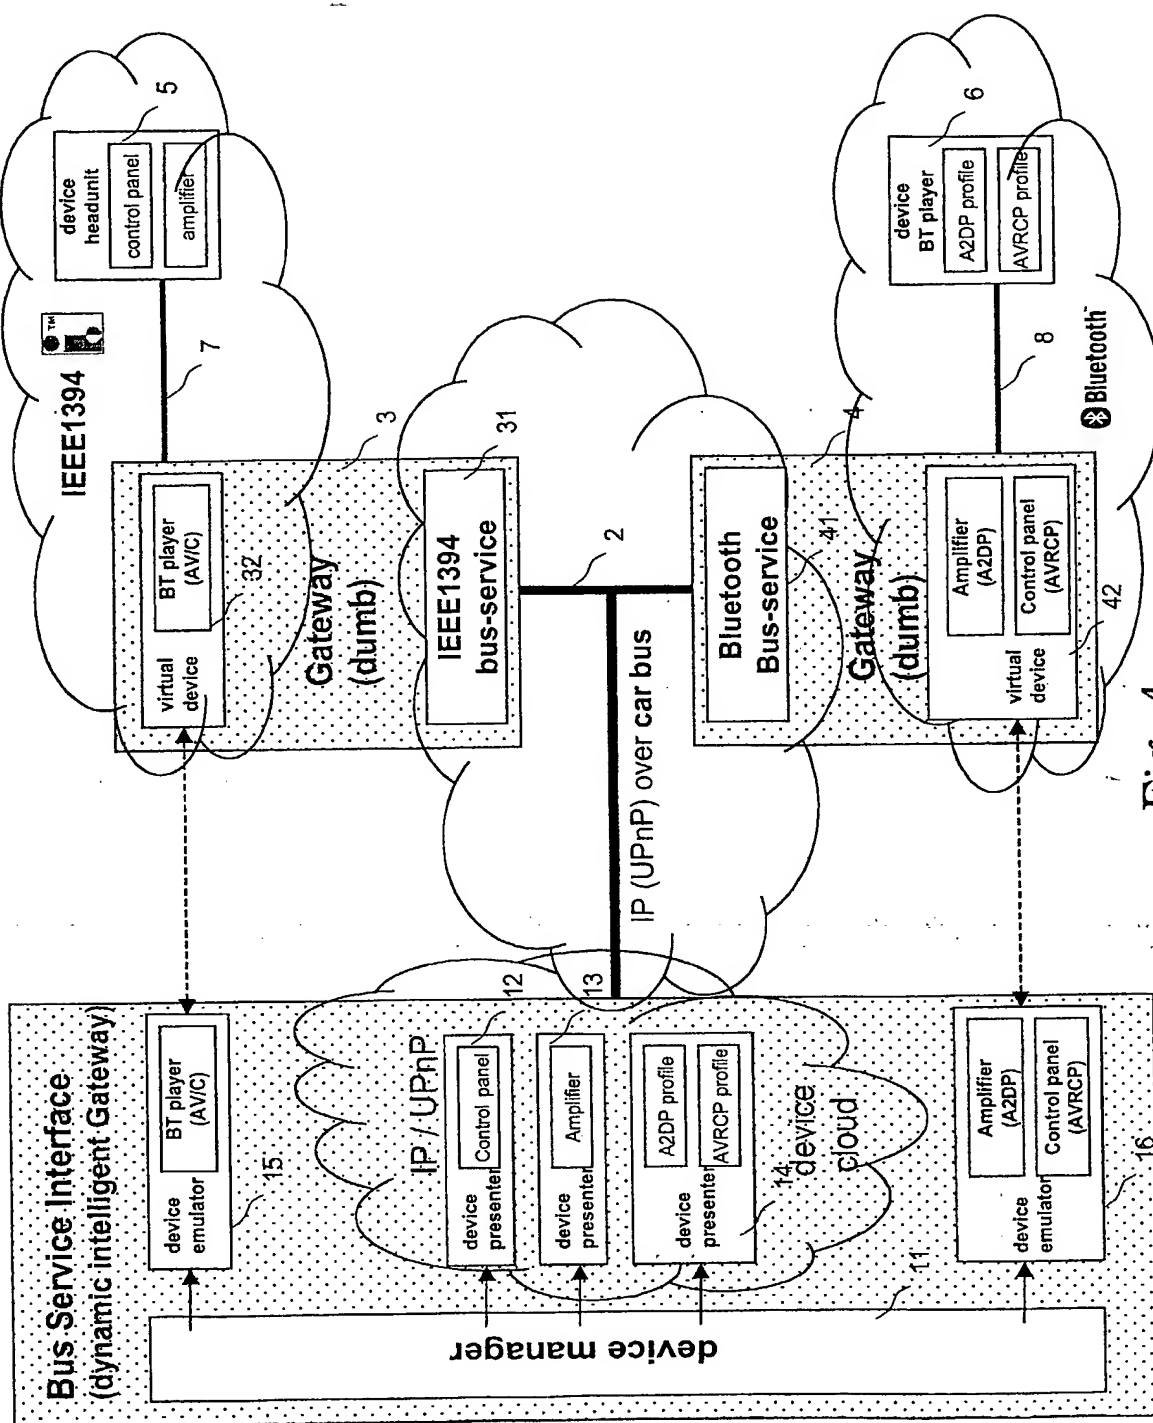 Bus Service Interface
(dynamic intelligent Gateway)
device manager
11
device
emulator
BT player
(AV/C)
15
IP / UPnP
device
presenter
Control panel
12
device
presenter
Amplifier
13
device
presenter
A2DP profile
AVRCP profile
14
device
cloud
device
emulator
Amplifier
(A2DP)
Control panel
(AVRCP)
16
IP (UPnP) over car bus
2
virtual
device
BT player
(AV/C)
32
Gateway
(dumb)
3
IEEE1394
bus-service
31
Bluetooth
Bus-service
41
Gateway
(dumb)
4
virtual
device
Amplifier
(A2DP)
Control panel
(AVRCP)
42
IEEE1394
TM
7
device
headunit
control panel
amplifier
5
8
Bluetooth
device
BT player
A2DP profile
AVRCP profile
6